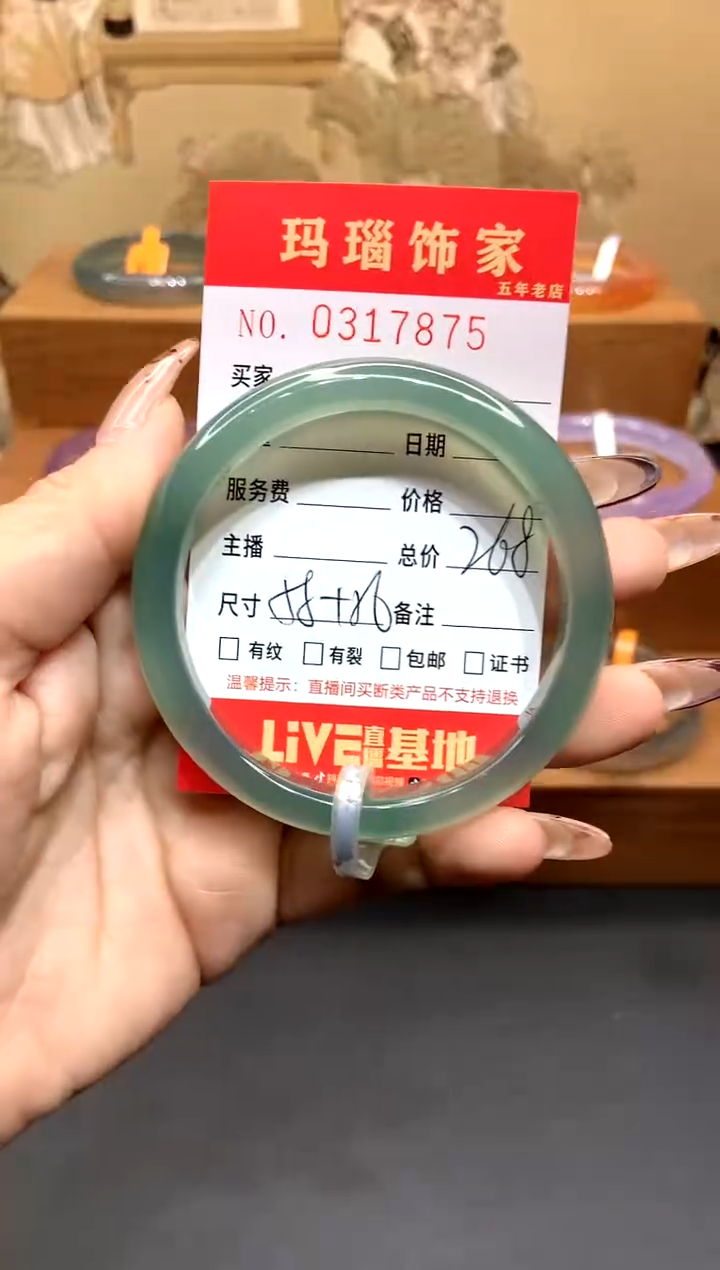 玛瑙饰家
五年老店
NO. 0317875
买家
日期
服务费 价格
主播 总价 268
尺寸 备注
有纹 有裂 包邮 证书
温馨提示：直播间买断类产品不支持退换
LiVE直播基地